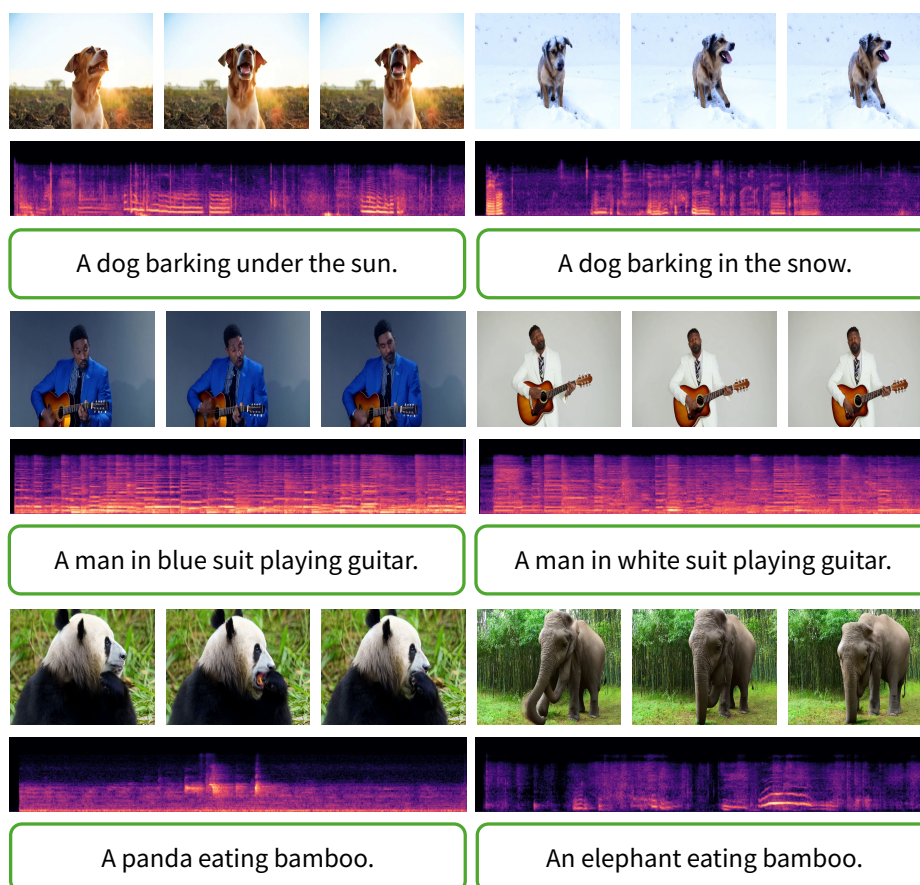 A dog barking under the sun.
A dog barking in the snow.
A man in blue suit playing guitar.
A man in white suit playing guitar.
A panda eating bamboo.
An elephant eating bamboo.